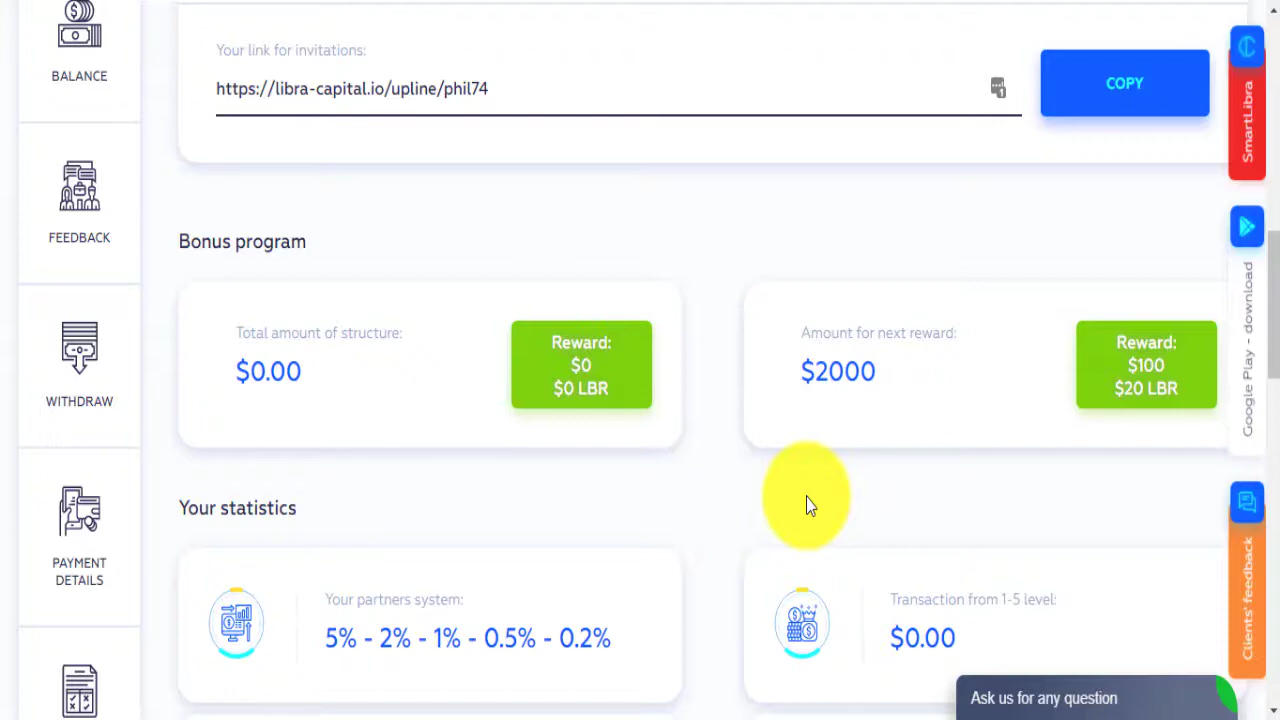 BALANCE
FEEDBACK
WITHDRAW
PAYMENT
DETAILS
Your link for invitations:
https://libra-capital.io/upline/phil74
1
COPY
Bonus program
Total amount of structure:
$0.00
Reward:
$0
$0 LBR
Amount for next reward:
$2000
Reward:
$100
$20 LBR
Your statistics
Your partners system:
5% - 2% - 1% - 0.5% - 0.2%
Transaction from 1-5 level:
$0.00
SmartLibra
Google Play - download
Clients' feedback
Ask us for any question